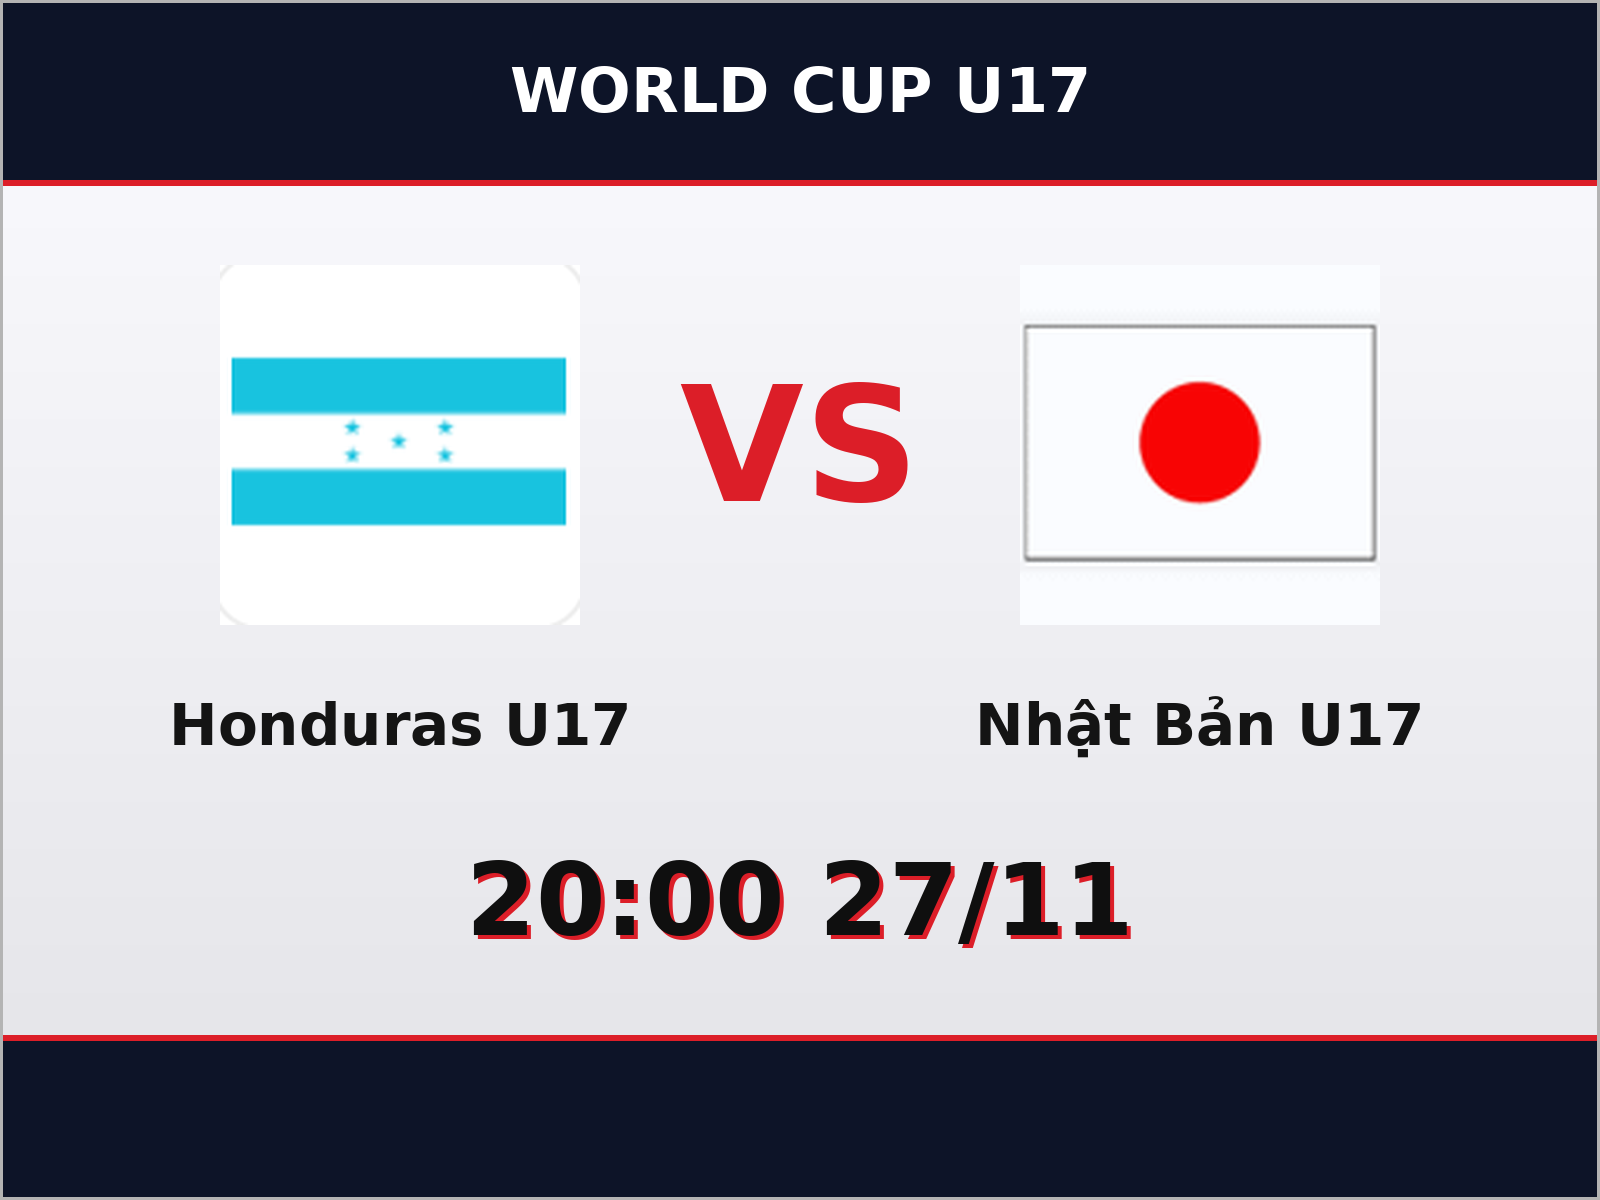 WORLD CUP U17
VS
Honduras U17
Nhật Bản U17
20:00 27/11